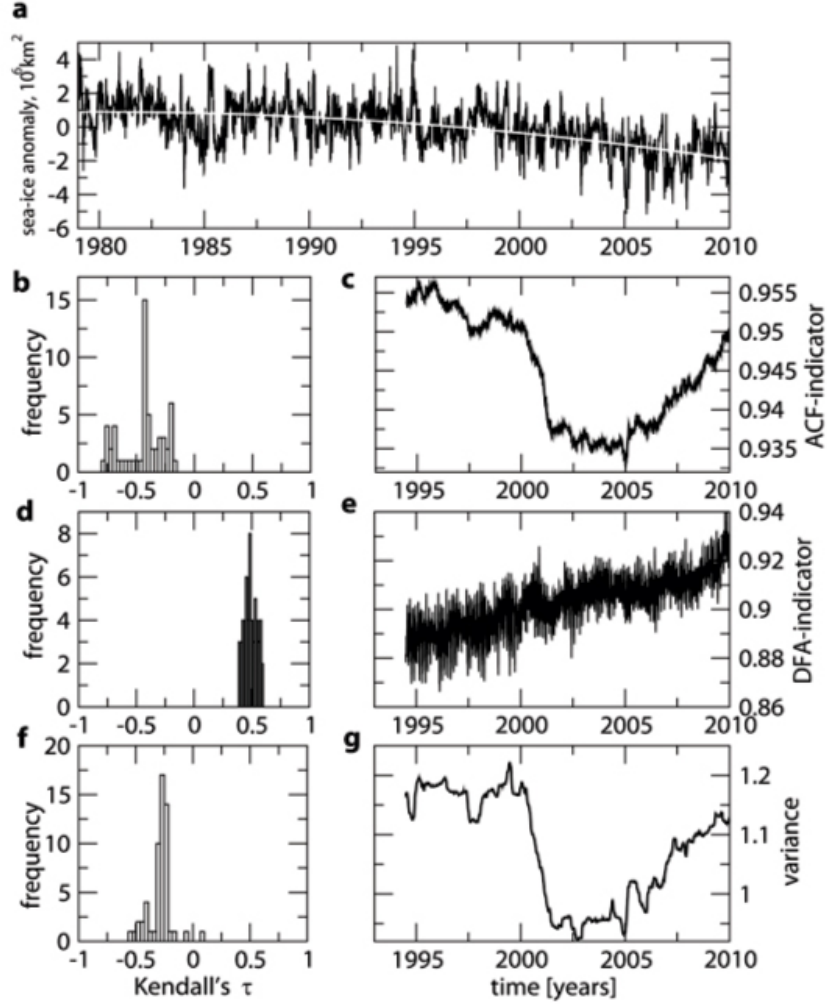 a
sea-ice anomaly, 10⁶km²
4
2
0
-2
-4
-6
1980 1985 1990 1995 2000 2005 2010
b
frequency
15
10
5
0
-1 -0.5 0 0.5 1
c
0.955
0.95
0.945
0.94
0.935
ACF-indicator
1995 2000 2005 2010
d
frequency
8
6
4
2
0
-1 -0.5 0 0.5 1
e
0.94
0.92
0.9
0.88
0.86
DFA-indicator
1995 2000 2005 2010
f
frequency
20
15
10
5
0
-1 -0.5 0 0.5 1
Kendall's τ
g
1.2
1.1
1
variance
1995 2000 2005 2010
time [years]